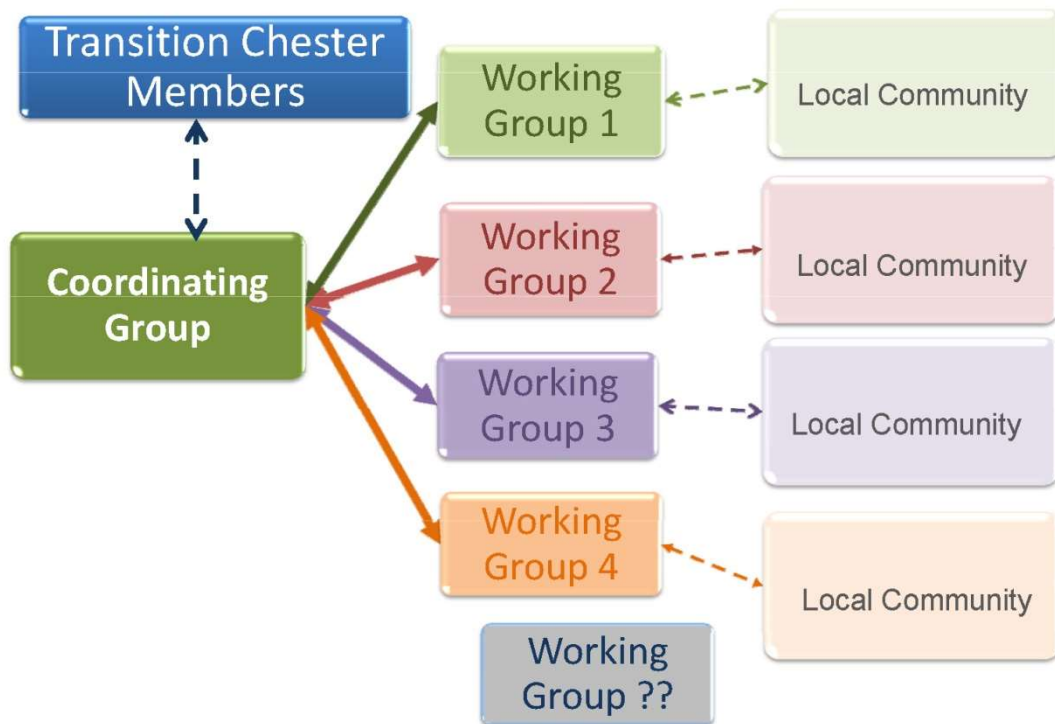 Transition Chester
Members
Coordinating
Group
Working
Group 1
Local Community
Working
Group 2
Local Community
Working
Group 3
Local Community
Working
Group 4
Local Community
Working
Group ??